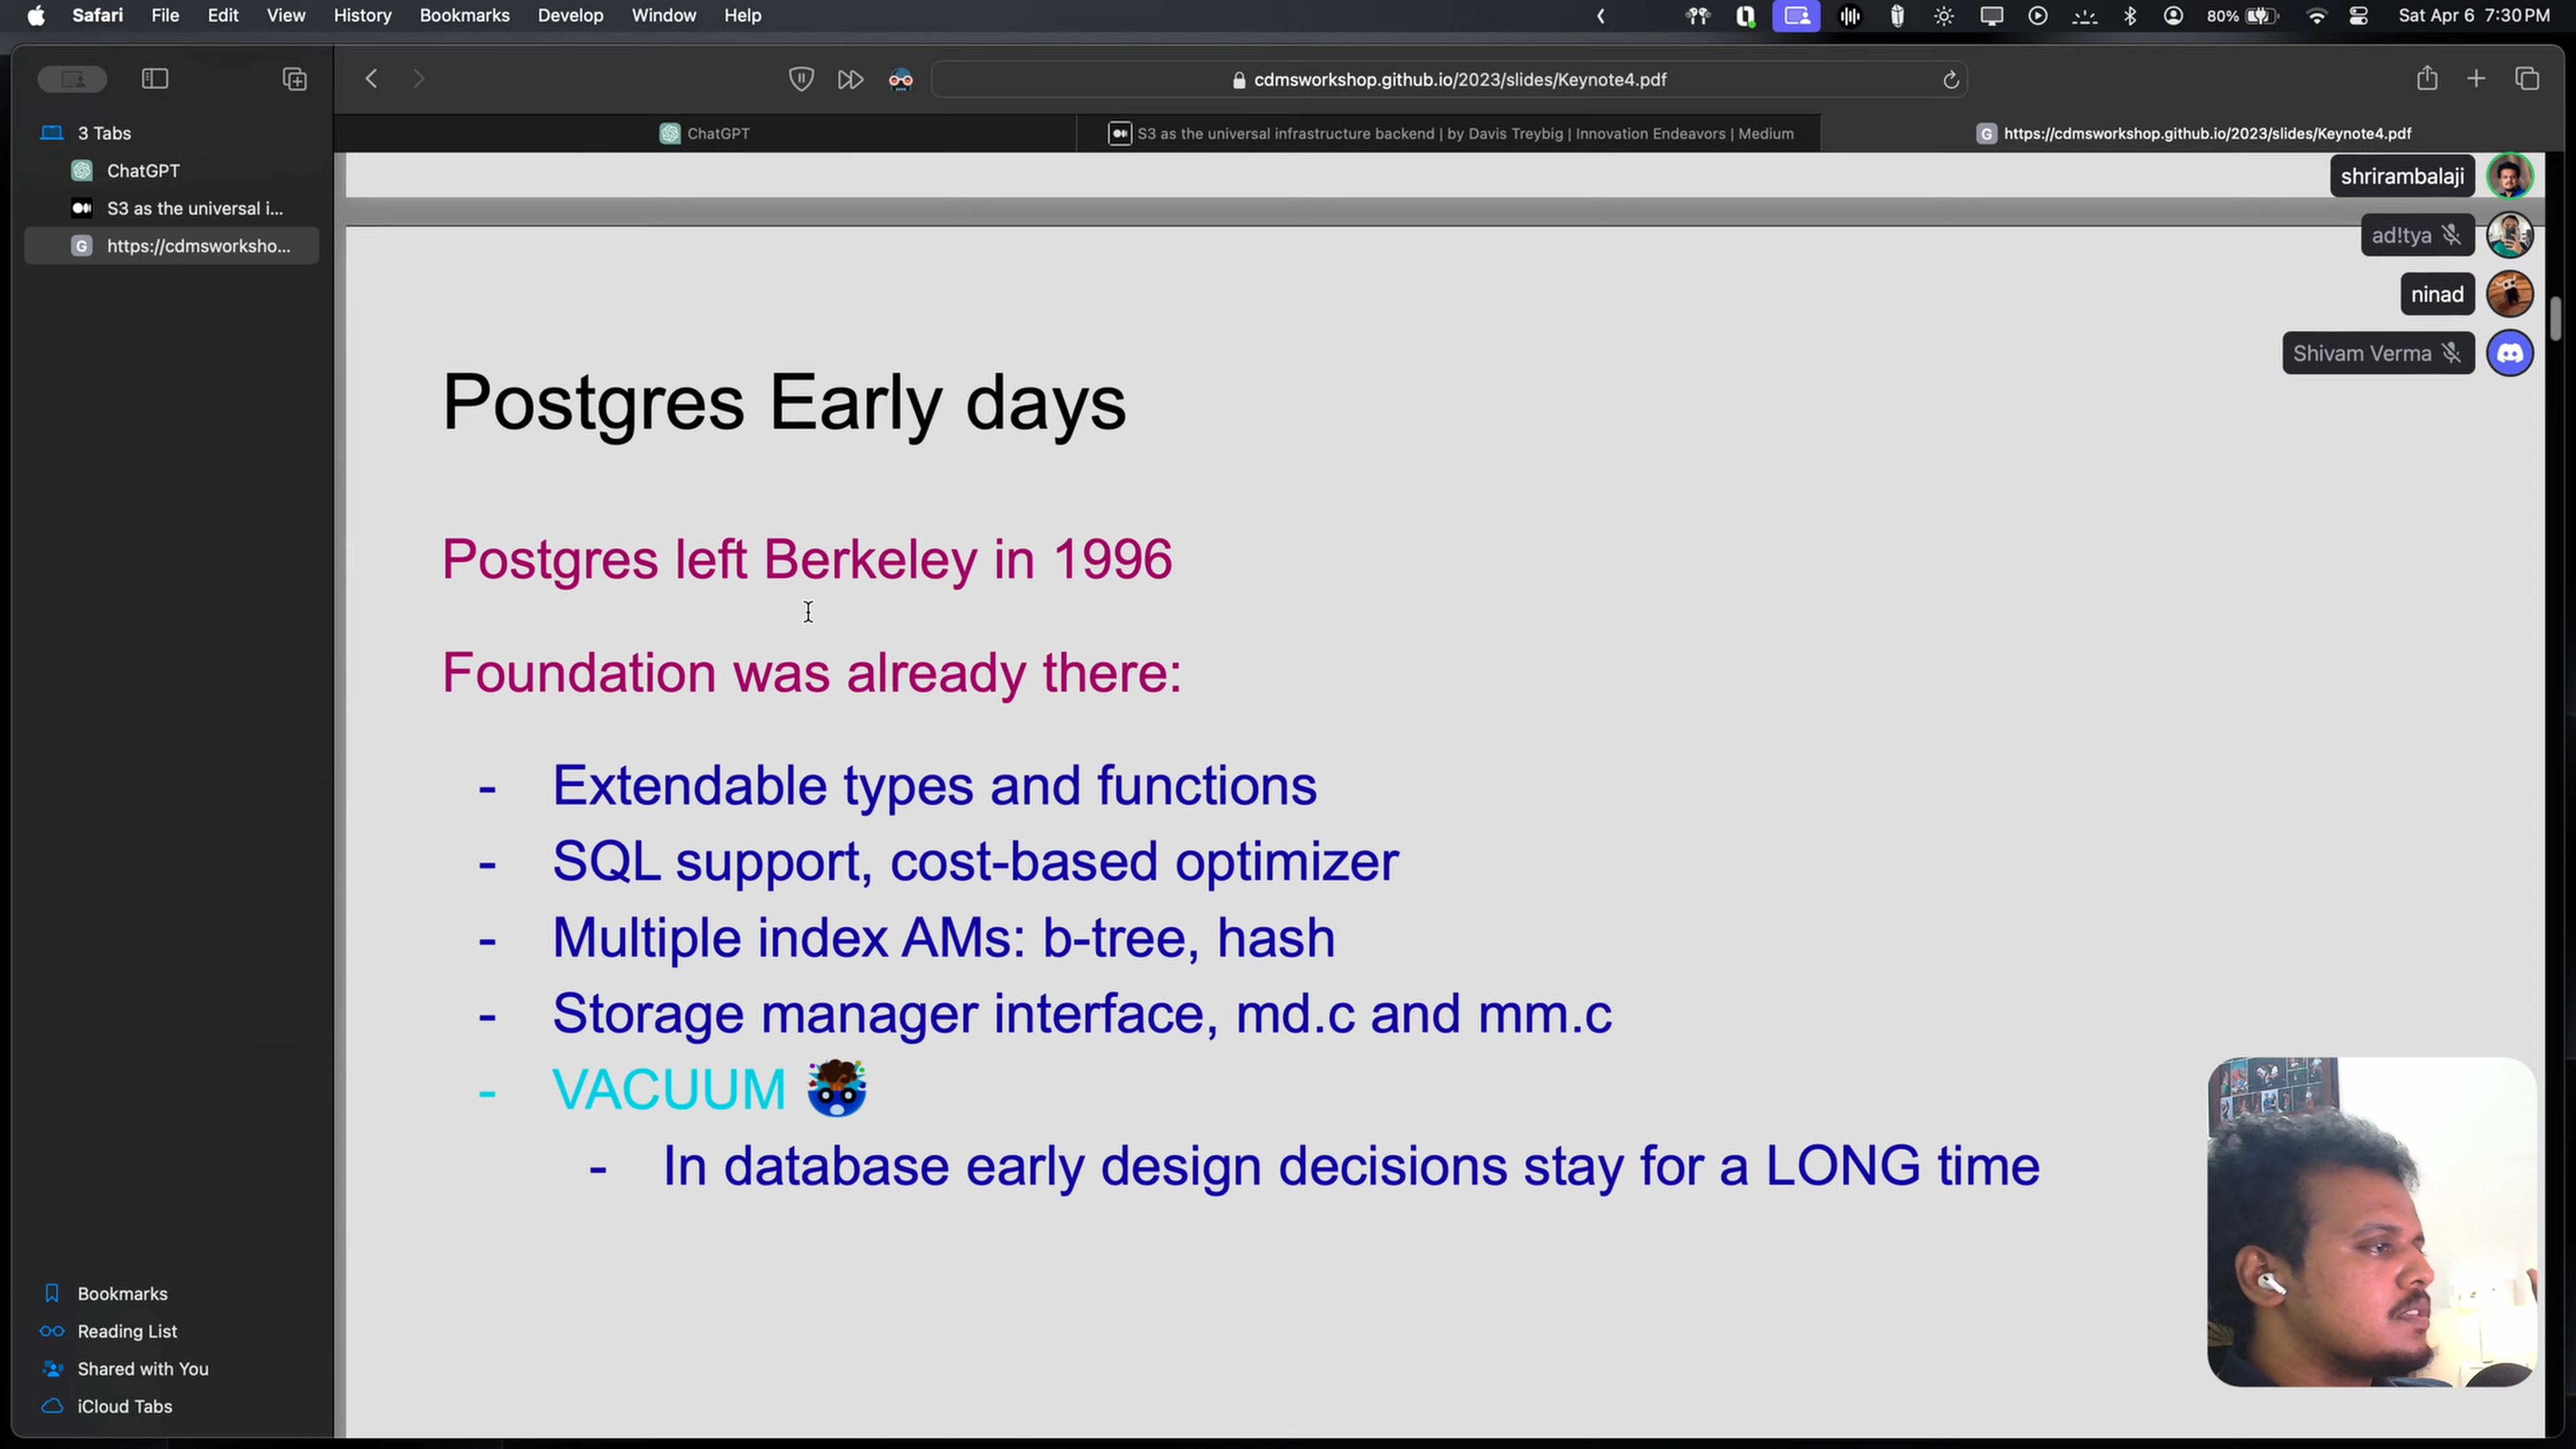 Safari File Edit View History Bookmarks Develop Window Help 80% Sat Apr 6 7:30 PM
cdmsworkshop.github.io/2023/slides/Keynote4.pdf
3 Tabs
ChatGPT
S3 as the universal i...
https://cdmsworksho...
ChatGPT
S3 as the universal infrastructure backend | by Davis Treybig | Innovation Endeavors | Medium
G https://cdmsworkshop.github.io/2023/slides/Keynote4.pdf
shrirambalaji
ad!tya
ninad
Shivam Verma
Postgres Early days
Postgres left Berkeley in 1996
Foundation was already there:
- Extendable types and functions
- SQL support, cost-based optimizer
- Multiple index AMs: b-tree, hash
- Storage manager interface, md.c and mm.c
- VACUUM
- In database early design decisions stay for a LONG time
Bookmarks
Reading List
Shared with You
iCloud Tabs